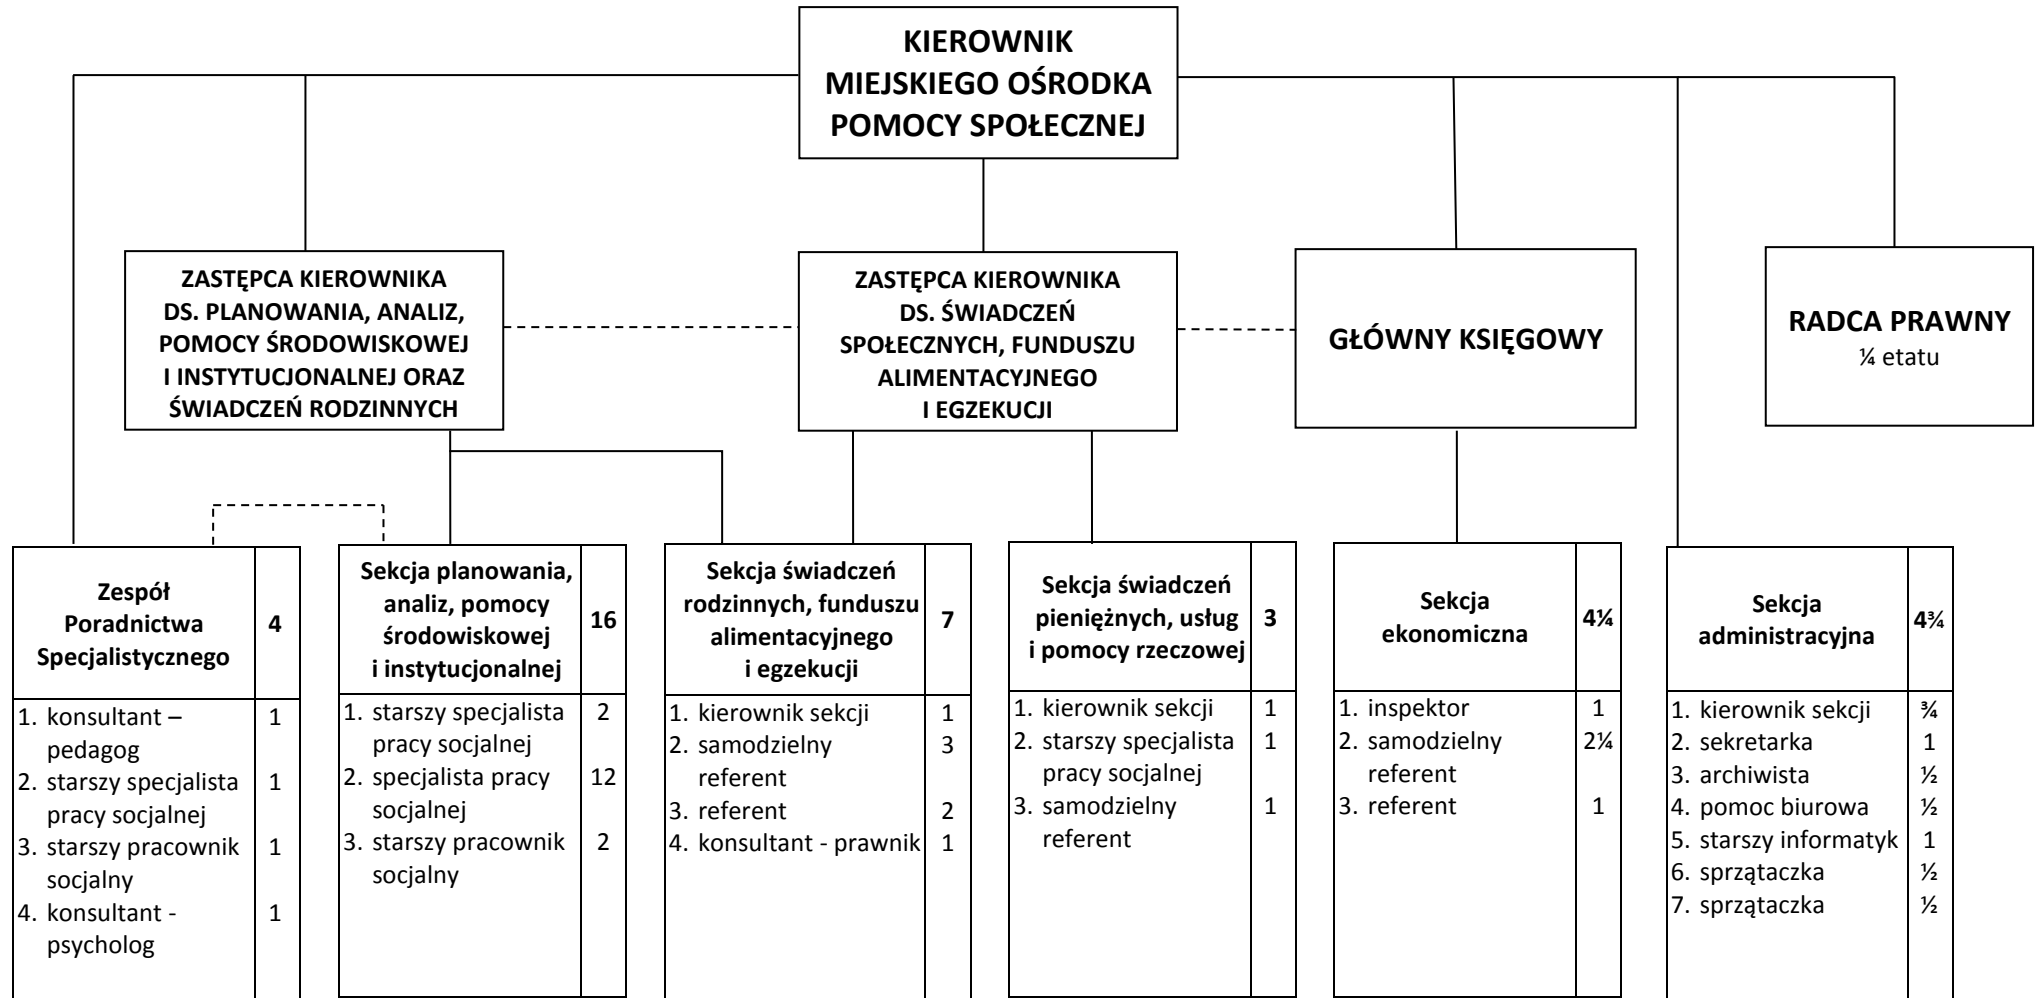 KIEROWNIK
MIEJSKIEGO OŚRODKA
POMOCY SPOŁECZNEJ
ZASTĘPCA KIEROWNIKA
DS. PLANOWANIA, ANALIZ,
POMOCY ŚRODOWISKOWEJ
I INSTYTUCJONALNEJ ORAZ
ŚWIADCZEŃ RODZINNYCH
ZASTĘPCA KIEROWNIKA
DS. ŚWIADCZEŃ
SPOŁECZNYCH, FUNDUSZU
ALIMENTACYJNEGO
I EGZEKUCJI
GŁÓWNY KSIĘGOWY
RADCA PRAWNY
¼ etatu
Zespół
Poradnictwa
Specjalistycznego
4
1. konsultant – 1
pedagog
2. starszy specjalista 1
pracy socjalnej
3. starszy pracownik 1
socjalny
4. konsultant - 1
psycholog
Sekcja planowania,
analiz, pomocy
środowiskowej
i instytucjonalnej
16
1. starszy specjalista 2
pracy socjalnej
2. specjalista pracy 12
socjalnej
3. starszy pracownik 2
socjalny
Sekcja świadczeń
rodzinnych, funduszu
alimentacyjnego
i egzekucji
7
1. kierownik sekcji 1
2. samodzielny 3
referent
3. referent 2
4. konsultant - prawnik 1
Sekcja świadczeń
pieniężnych, usług
i pomocy rzeczowej
3
1. kierownik sekcji 1
2. starszy specjalista 1
pracy socjalnej
3. samodzielny 1
referent
Sekcja
ekonomiczna
4¼
1. inspektor 1
2. samodzielny 2¼
referent
3. referent 1
Sekcja
administracyjna
4¾
1. kierownik sekcji ¾
2. sekretarka 1
3. archiwista ½
4. pomoc biurowa ½
5. starszy informatyk 1
6. sprzątaczka ½
7. sprzątaczka ½